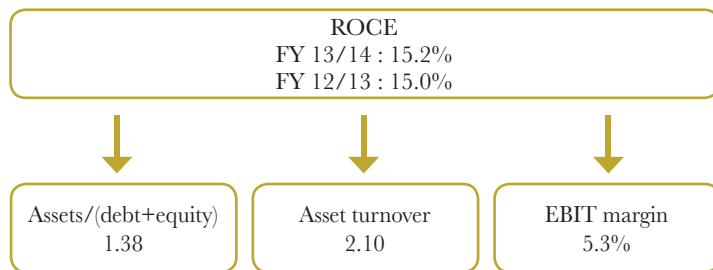 ROCE
FY 13/14 : 15.2%
FY 12/13 : 15.0%
Assets/(debt+equity)
1.38
Asset turnover
2.10
EBIT margin
5.3%